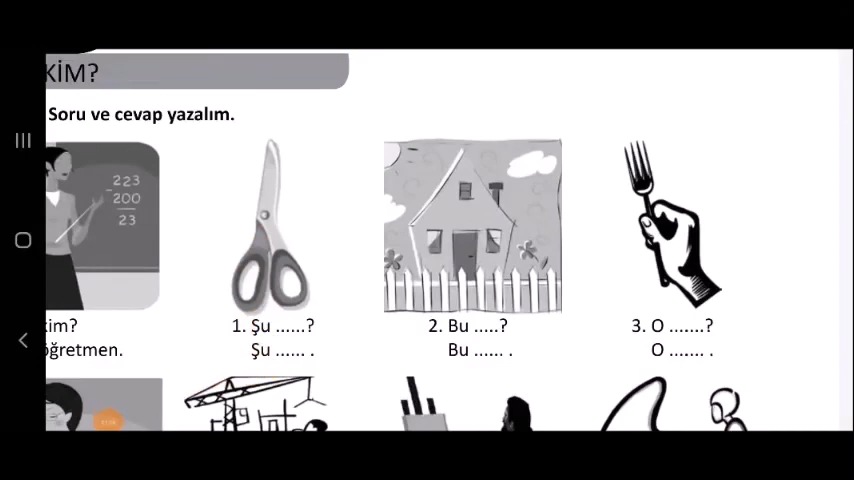 KİM?
Soru ve cevap yazalım.
223
-200
23
kim?
öğretmen.
1. Şu ......?
Şu ...... .
2. Bu .....?
Bu ...... .
3. O .......?
O ....... .